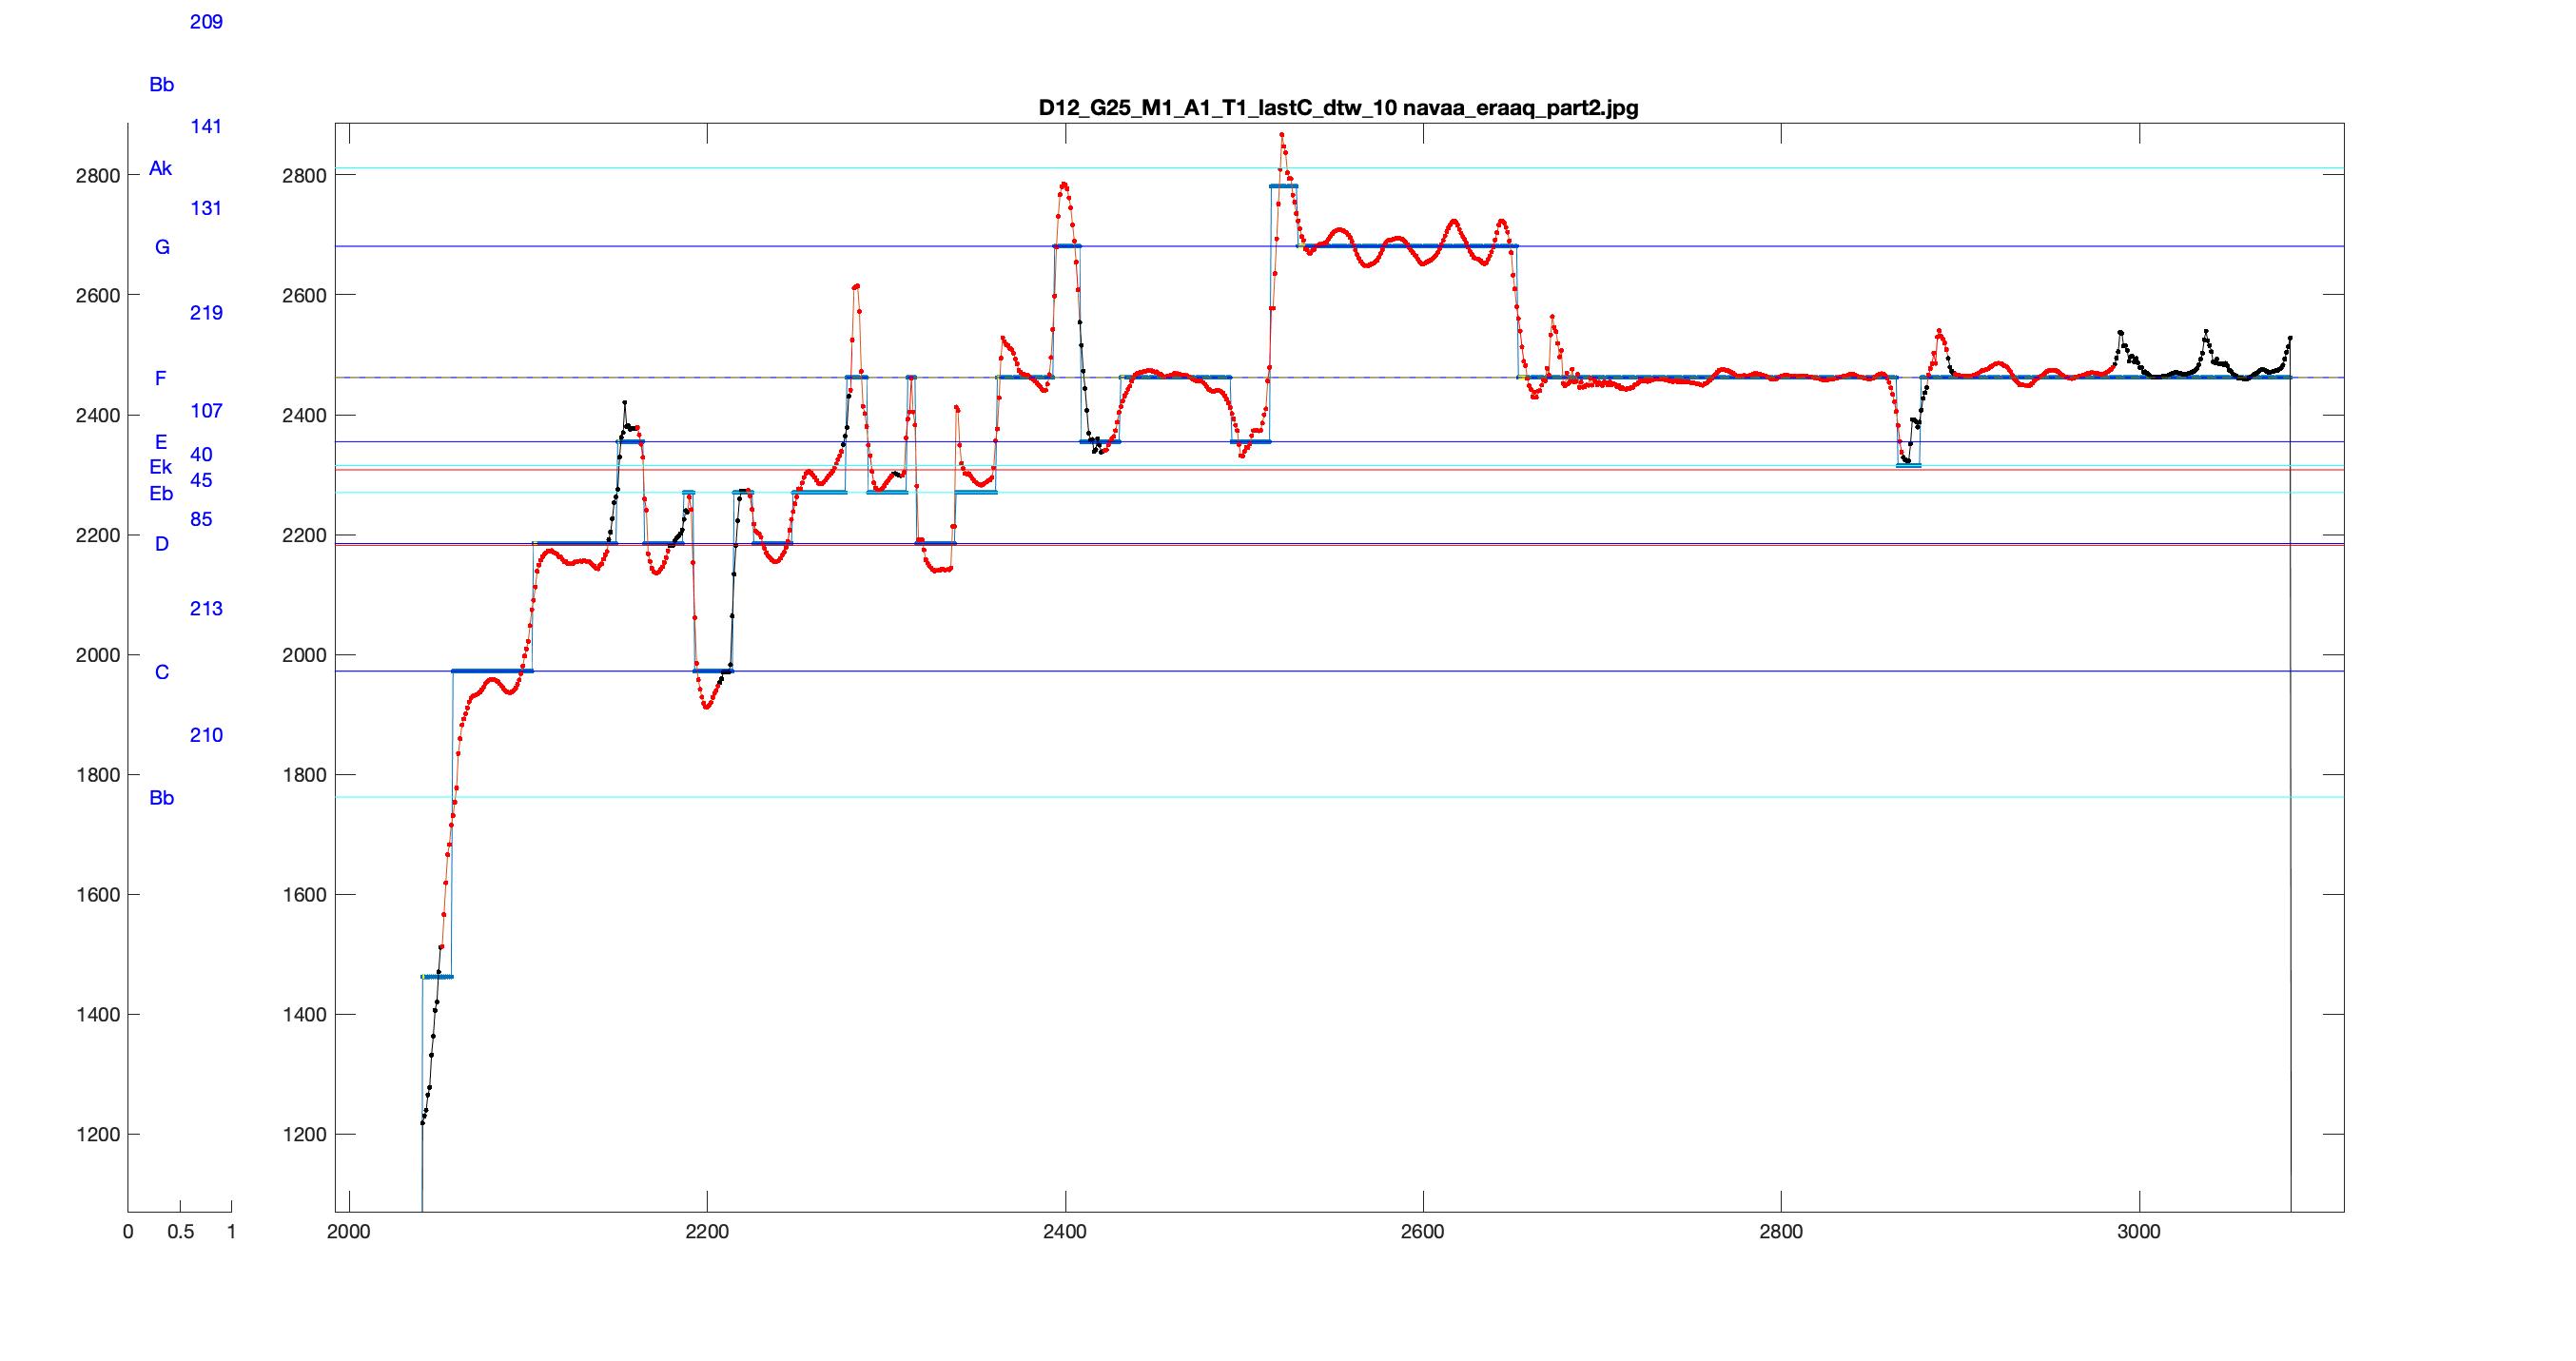 209
Bb
D12_G25_M1_A1_T1_lastC_dtw_10 navaa_eraaq_part2.jpg
141
2800 Ak 2800
131
G
2600 2600
219
F
2400 107 2400
E
40
Ek
45
Eb
85
2200 D 2200
213
2000 C 2000
210
1800 Bb 1800
1600 1600
1400 1400
1200 1200
0 0.5 1 2000 2200 2400 2600 2800 3000